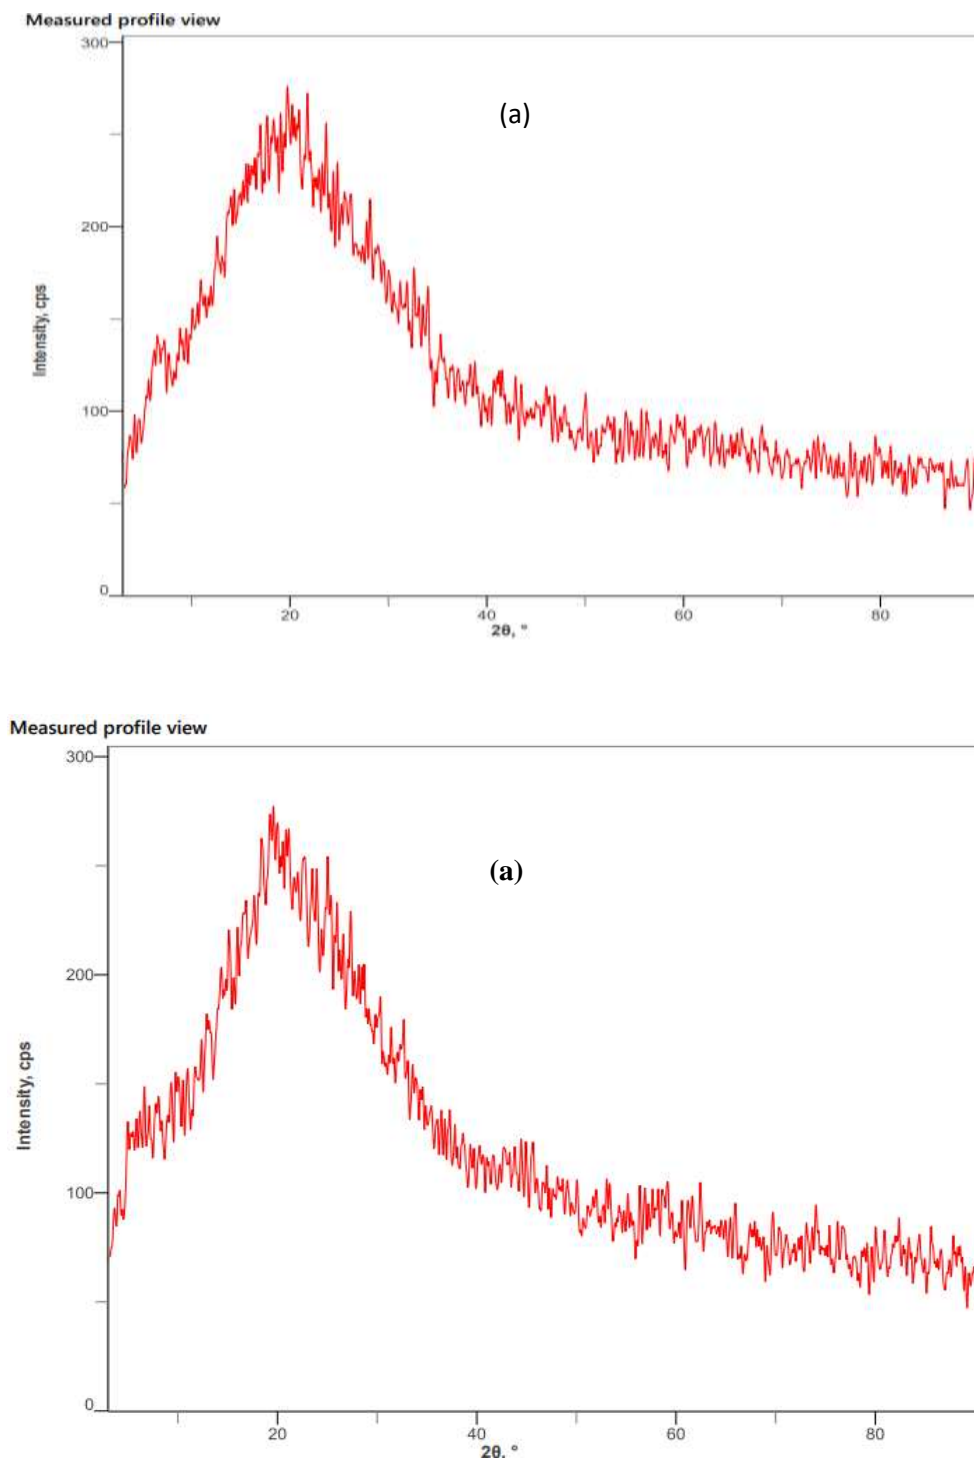 Measured profile view
300
(a)
200
Intensity, cps
100
0
20
40
60
80
2θ, °
Measured profile view
300
(a)
200
Intensity, cps
100
0
20
40
60
80
2θ, °